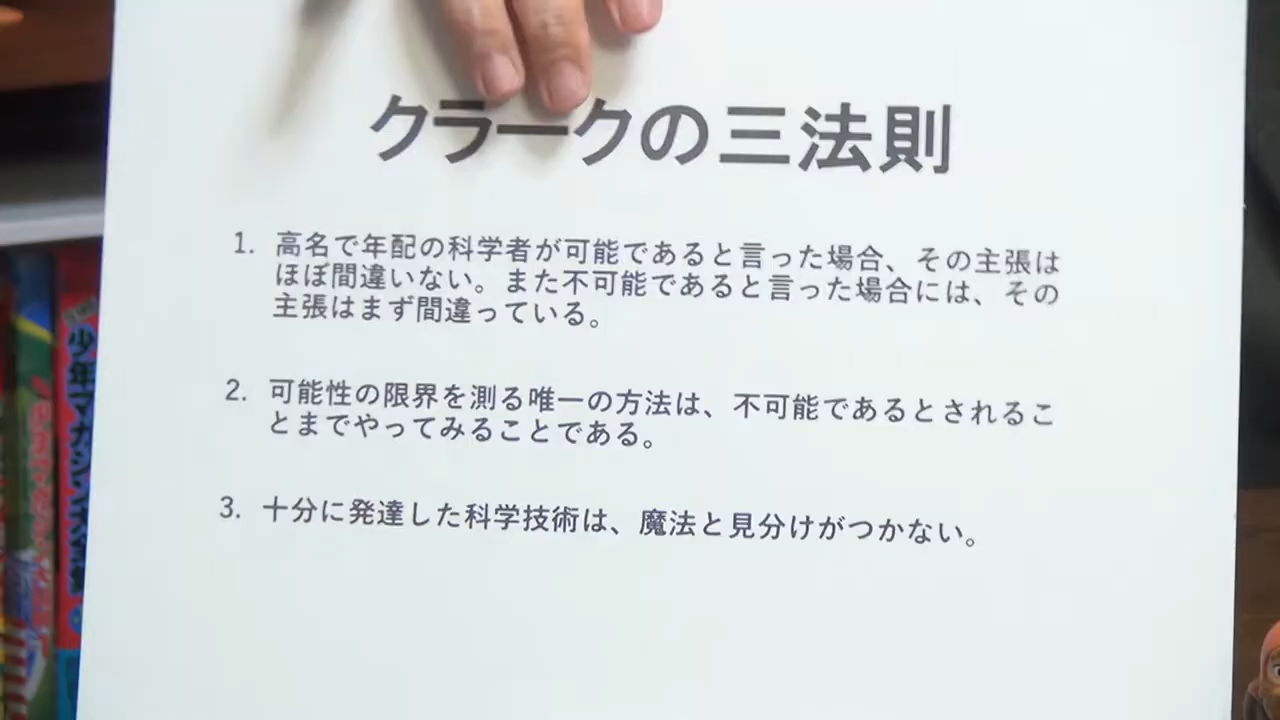 クラークの三法則
1. 高名で年配の科学者が可能であると言った場合、その主張は
ほぼ間違いない。また不可能であると言った場合には、その
主張はまず間違っている。
2. 可能性の限界を測る唯一の方法は、不可能であるとされるこ
とまでやってみることである。
3. 十分に発達した科学技術は、魔法と見分けがつかない。
少年マガジン